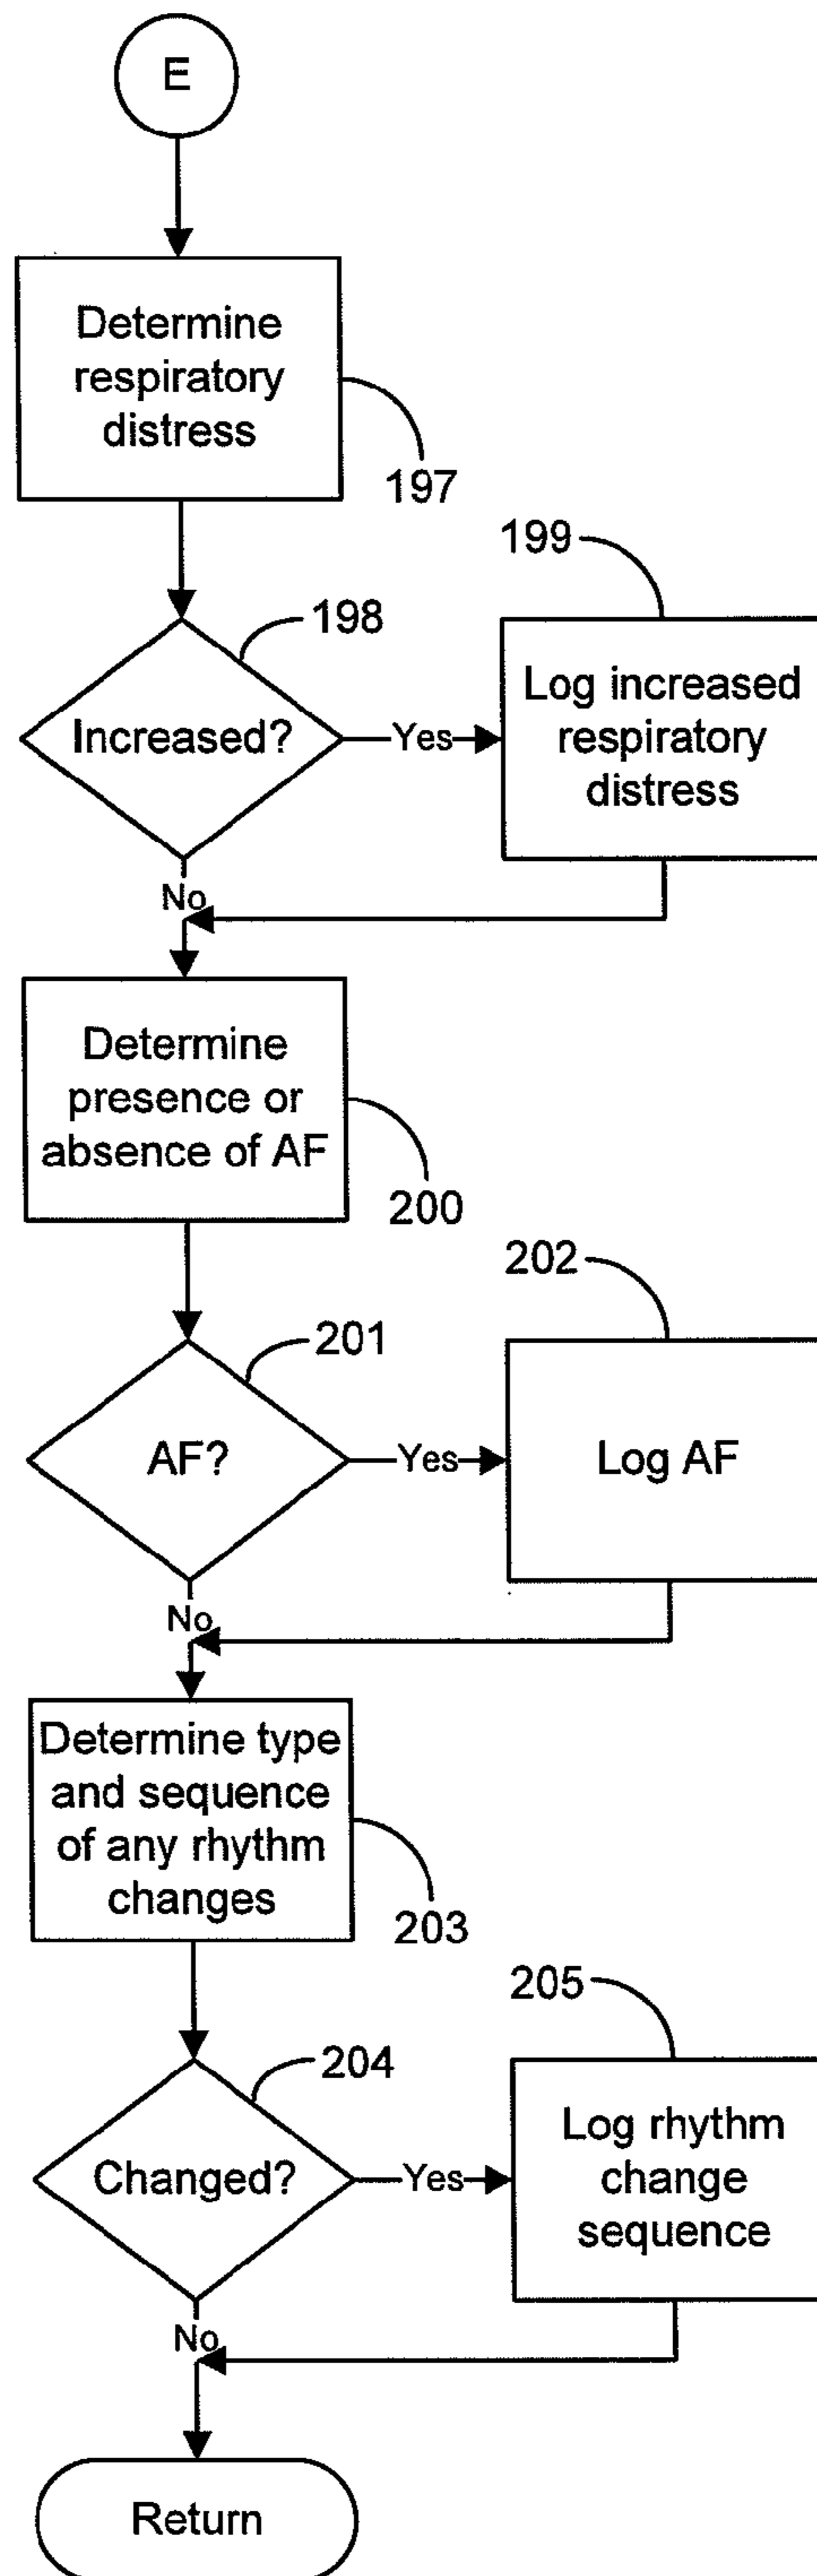 E
Determine
respiratory
distress
197
198
199
Increased?
Yes
Log increased
respiratory
distress
No
Determine
presence or
absence of AF
200
201
202
AF?
Yes
Log AF
No
Determine type
and sequence
of any rhythm
changes
203
204
205
Changed?
Yes
Log rhythm
change
sequence
No
Return